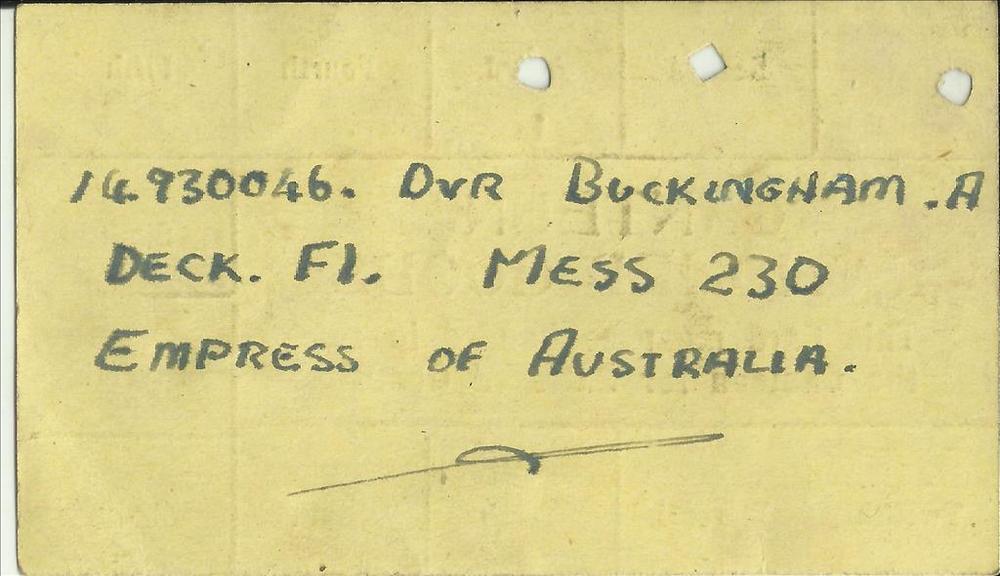 14930046. DVR BUCKINGHAM. A
DECK. F1. MESS 230
EMPRESS OF AUSTRALIA.